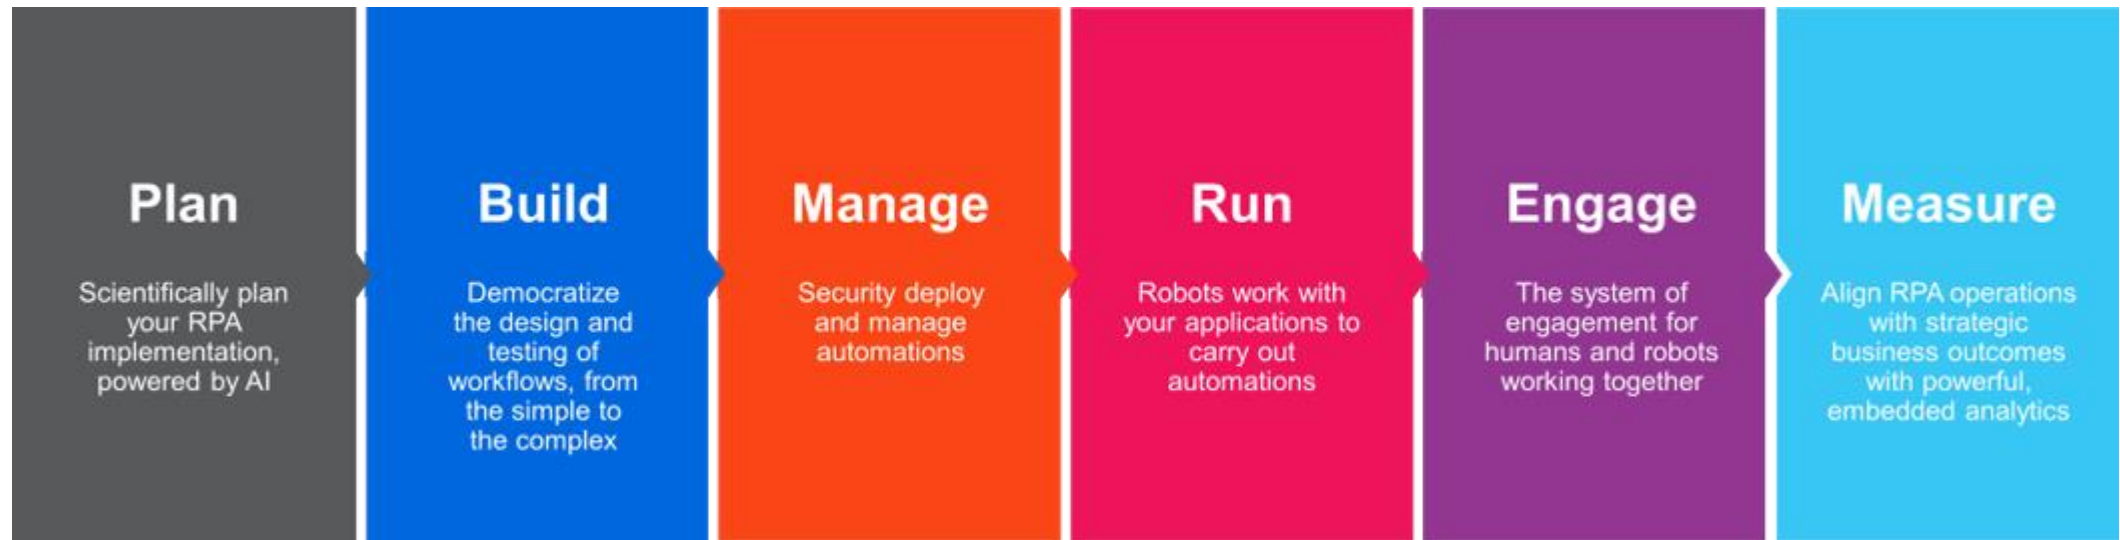 Plan
Scientifically plan
your RPA
implementation,
powered by AI
Build
Democratize
the design and
testing of
workflows, from
the simple to
the complex
Manage
Security deploy
and manage
automations
Run
Robots work with
your applications to
carry out
automations
Engage
The system of
engagement for
humans and robots
working together
Measure
Align RPA operations
with strategic
business outcomes
with powerful,
embedded analytics